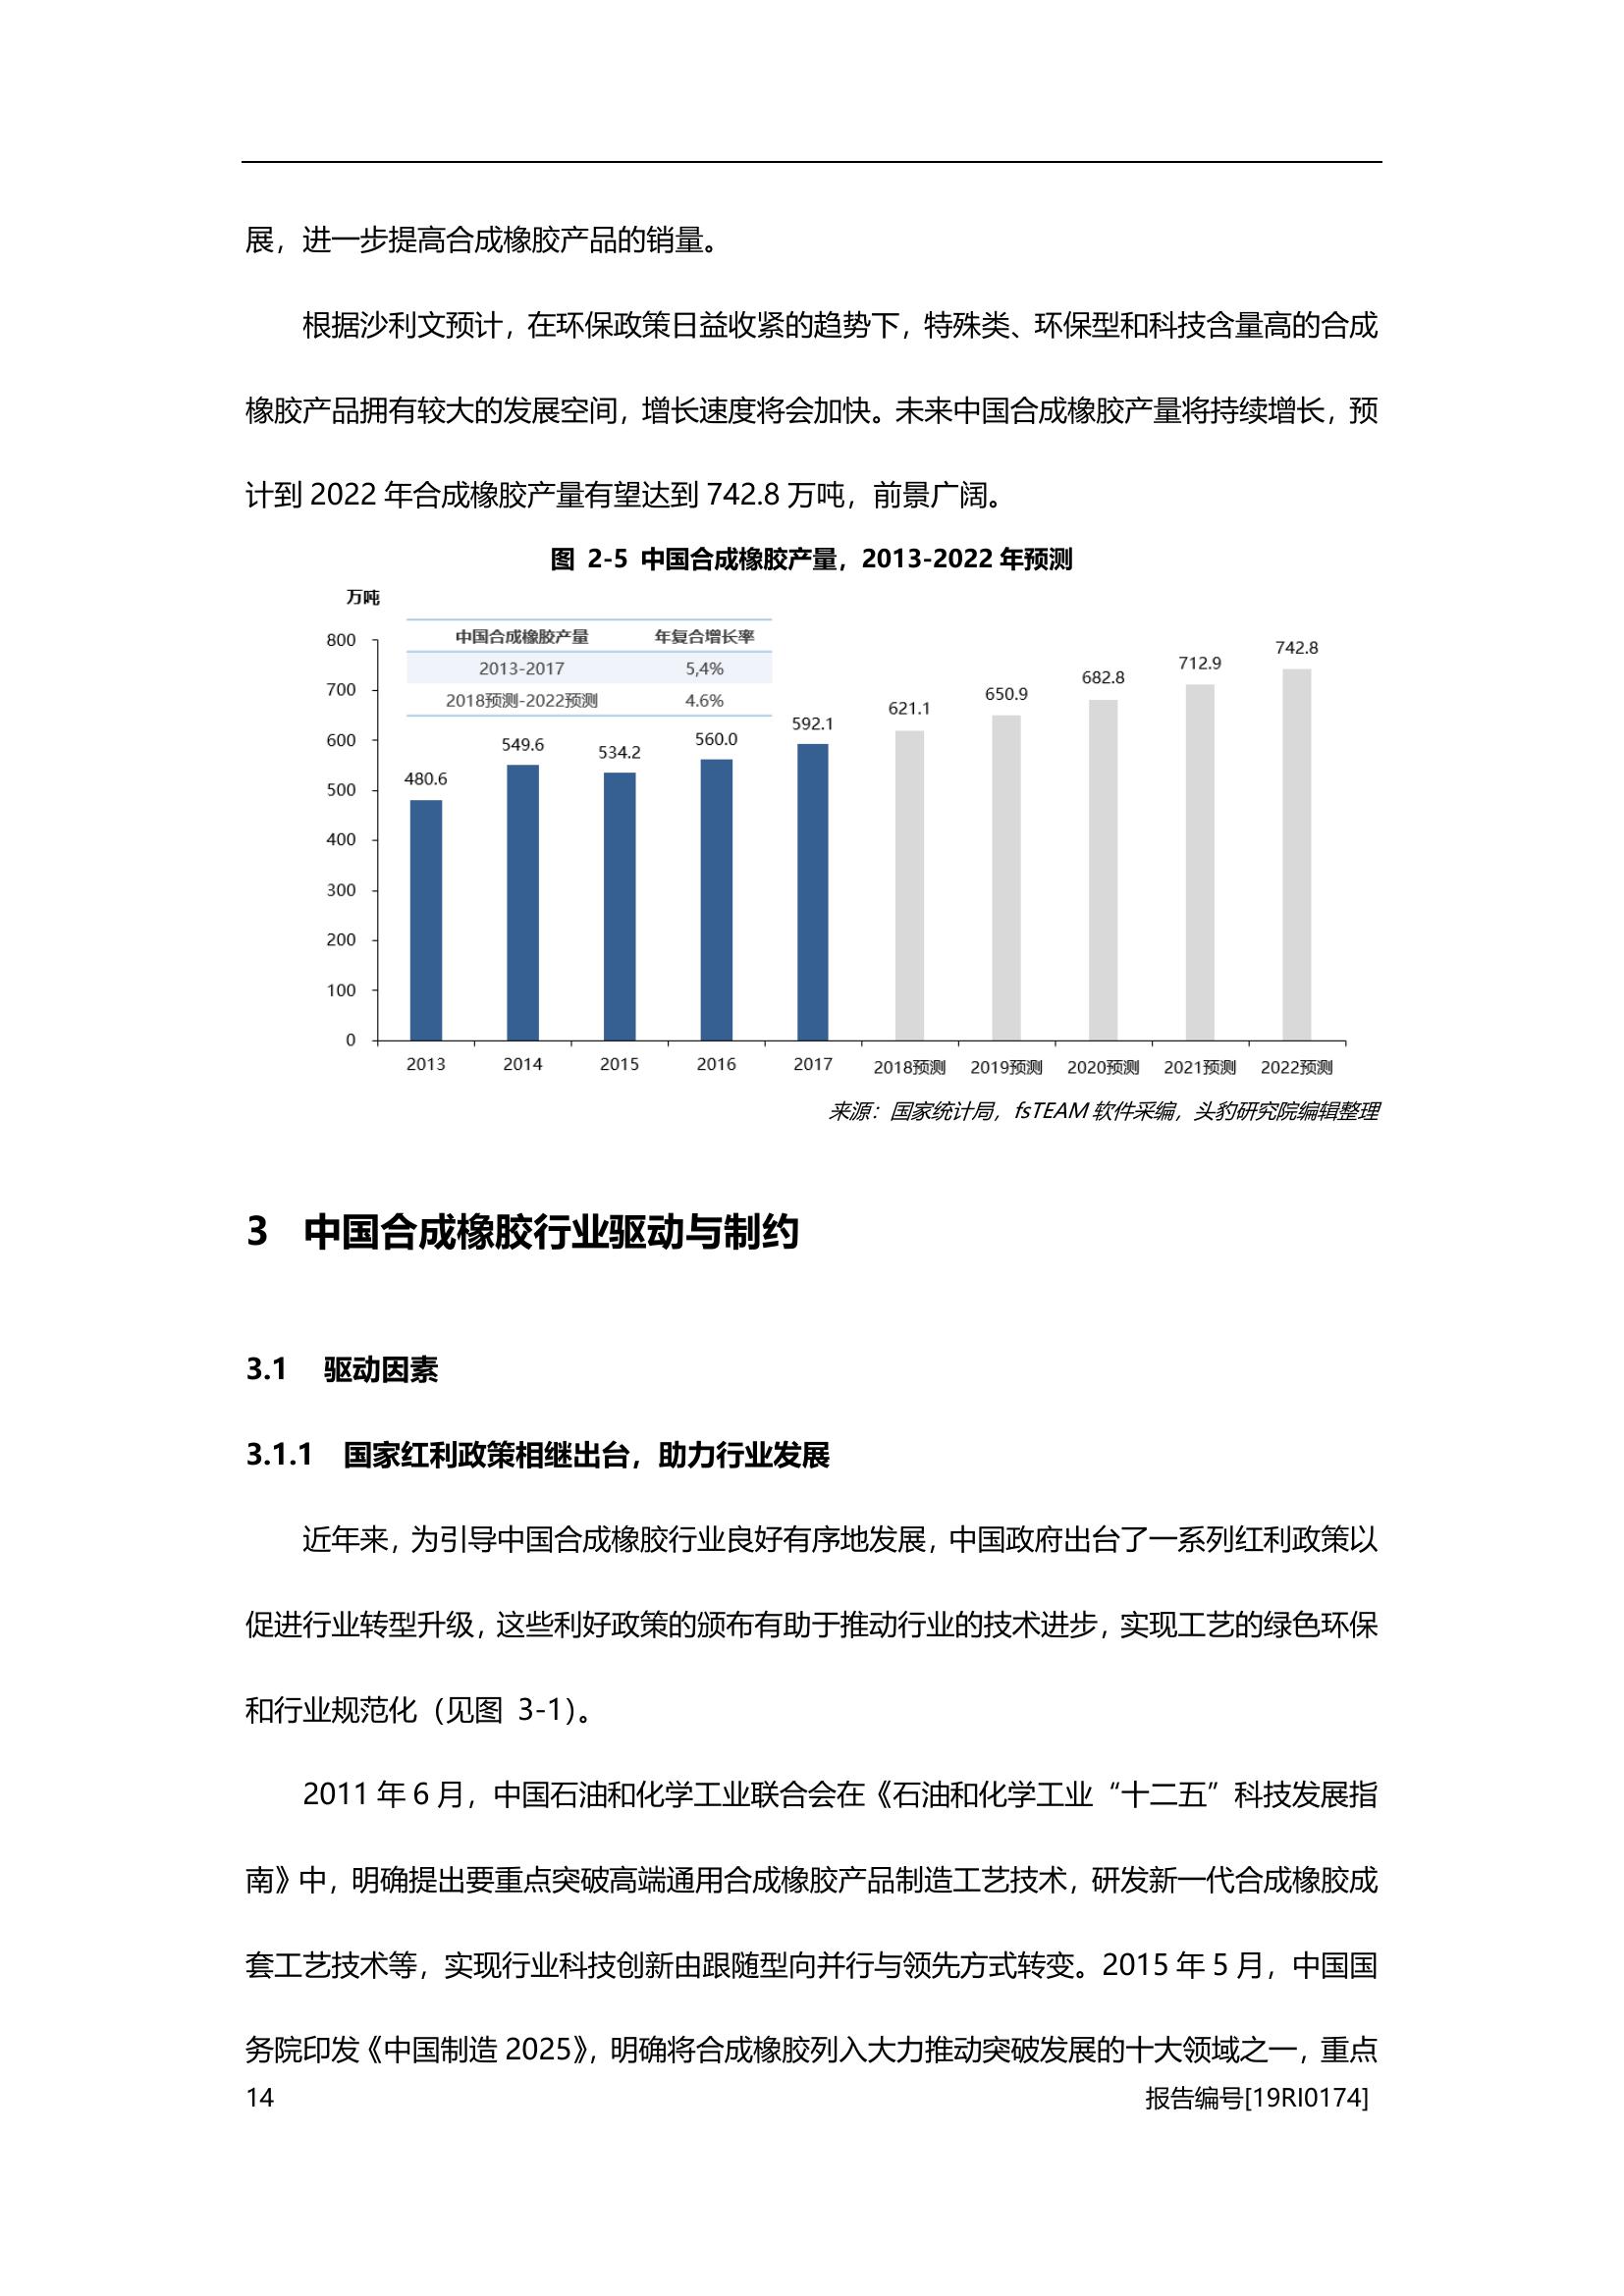 展，进一步提高合成橡胶产品的销量。
根据沙利文预计，在环保政策日益收紧的趋势下，特殊类、环保型和科技含量高的合成
橡胶产品拥有较大的发展空间，增长速度将会加快。未来中国合成橡胶产量将持续增长，预
计到 2022 年合成橡胶产量有望达到 742.8 万吨，前景广阔。
图 2-5 中国合成橡胶产量，2013-2022 年预测
万吨
中国合成橡胶产量 年复合增长率
2013-2017 5,4%
2018预测-2022预测 4.6%
800
700
600
500
400
300
200
100
0
480.6 549.6 534.2 560.0 592.1 621.1 650.9 682.8 712.9 742.8
2013 2014 2015 2016 2017 2018预测 2019预测 2020预测 2021预测 2022预测
来源：国家统计局，fsTEAM 软件采编，头豹研究院编辑整理
3 中国合成橡胶行业驱动与制约
3.1 驱动因素
3.1.1 国家红利政策相继出台，助力行业发展
近年来，为引导中国合成橡胶行业良好有序地发展，中国政府出台了一系列红利政策以
促进行业转型升级，这些利好政策的颁布有助于推动行业的技术进步，实现工艺的绿色环保
和行业规范化（见图 3-1）。
2011 年 6 月，中国石油和化学工业联合会在《石油和化学工业“十二五”科技发展指
南》中，明确提出要重点突破高端通用合成橡胶产品制造工艺技术，研发新一代合成橡胶成
套工艺技术等，实现行业科技创新由跟随型向并行与领先方式转变。2015 年 5 月，中国国
务院印发《中国制造 2025》，明确将合成橡胶列入大力推动突破发展的十大领域之一，重点
14 报告编号[19RI0174]